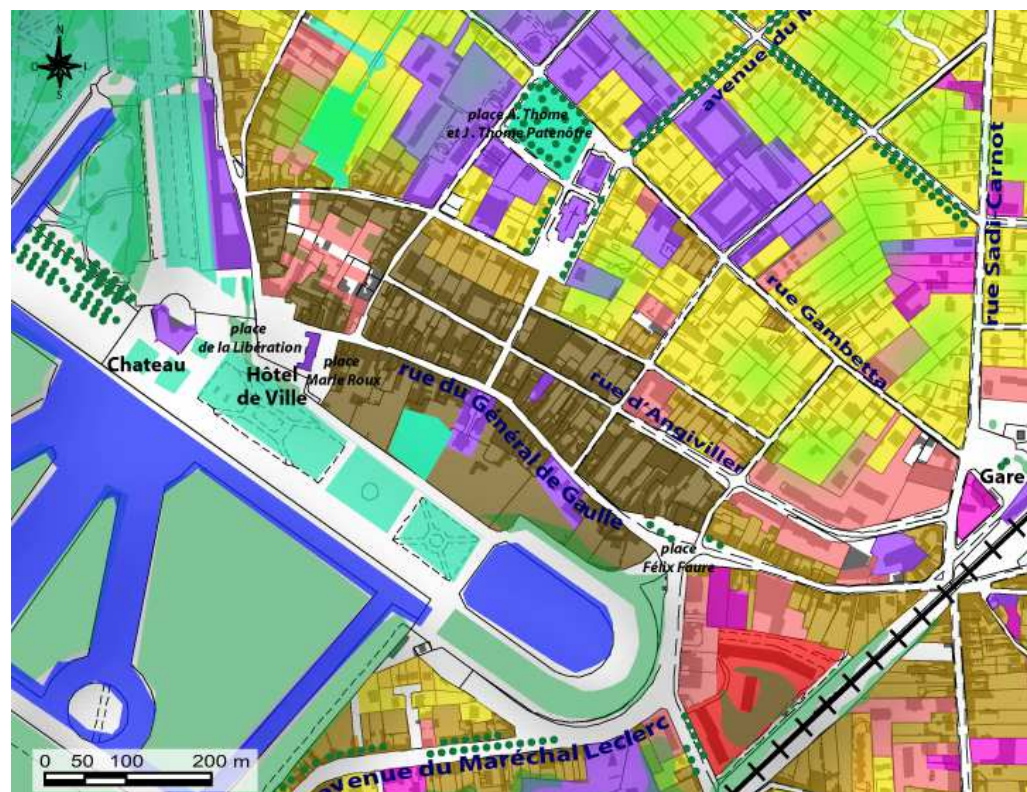 N
S
place A. Thome
et J. Thome Patenôtre
avenue du M
rue Sadi-Carnot
rue Gambetta
place
de la Libération
Chateau
Hôtel
de Ville
place
Marie Roux
rue du Général de Gaulle
rue d'Angiviller
Gare
place
Félix Faure
avenue du Maréchal Leclerc
0 50 100 200 m